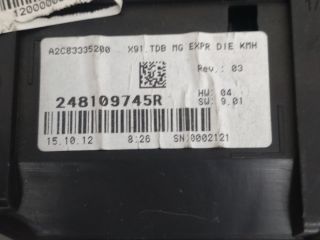 A2C83335200 X91.TDB MG EXPR DIE KMH
Rev.: 03
248109745R
HW: 04
SW: 9.01
15.10.12 8:26 SN.0002121